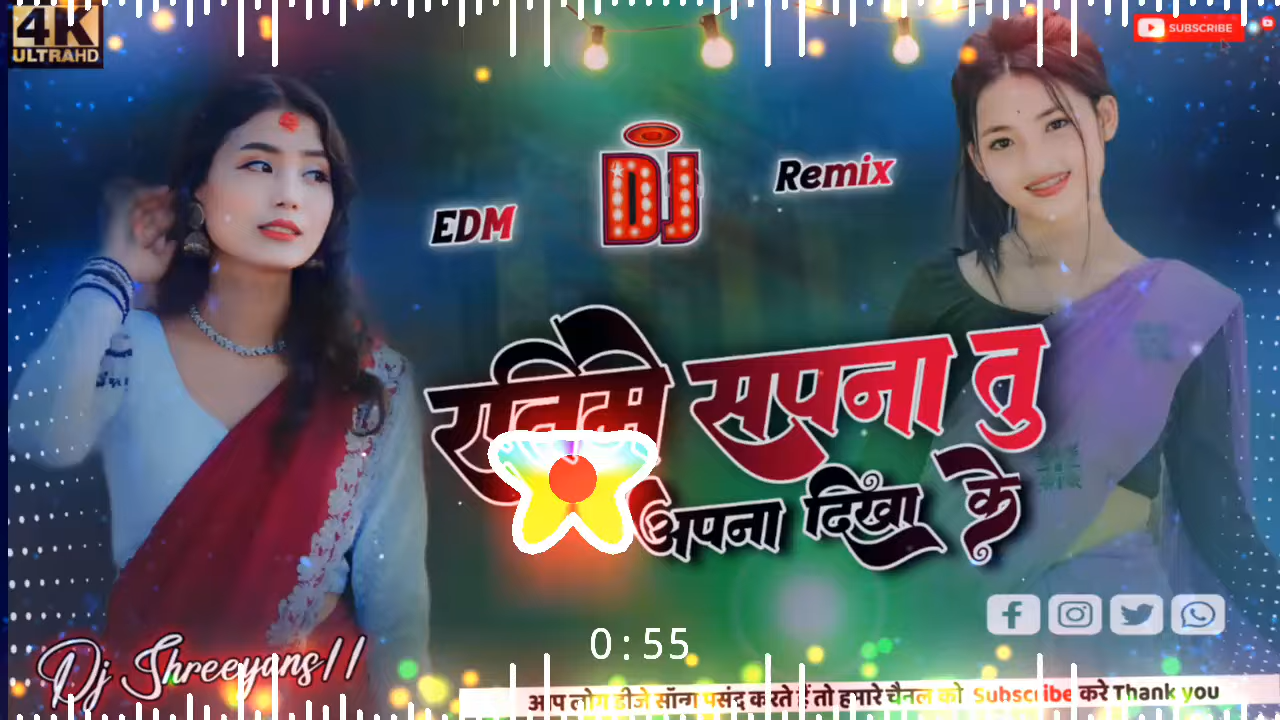 4K
ULTRAHD
SUBSCRIBE
EDM
DJ
Remix
सपना तु
अपना दिखा के
0:55
Dj Shreeyans//
आप लोग डीजे सॉन्ग पसंद करते हैं तो हमारे चैनल को Subscribe करे Thank you